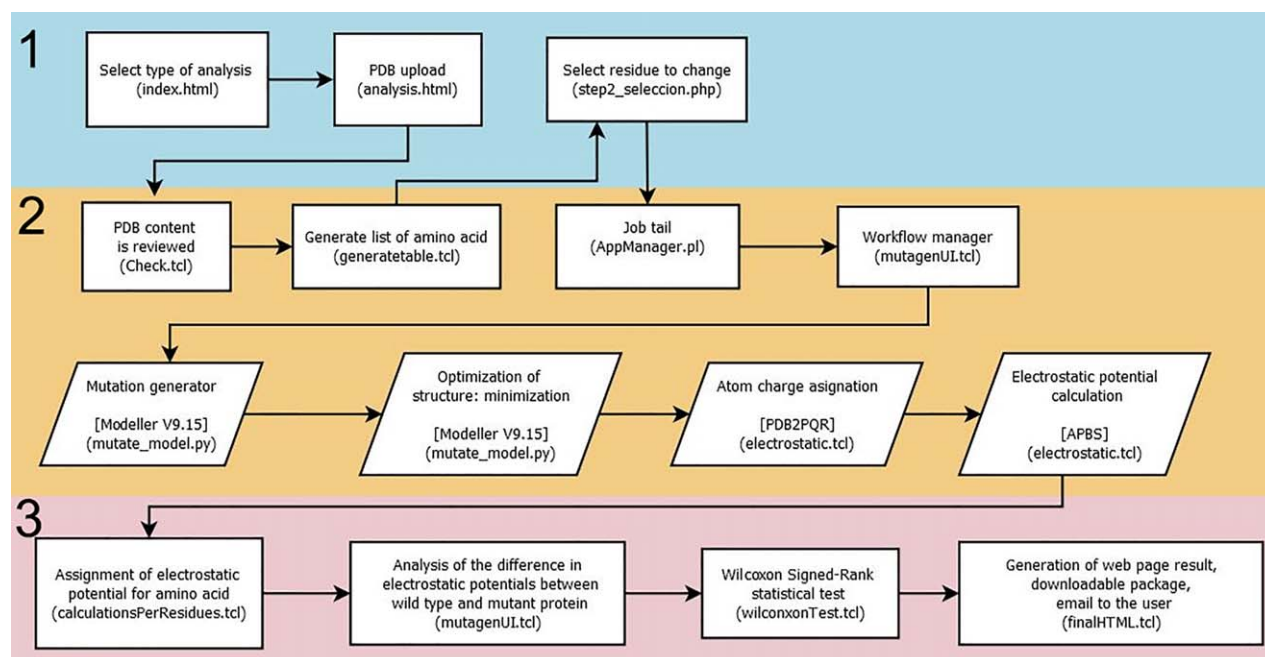 1
Select type of analysis
(index.html)
PDB upload
(analysis.html)
Select residue to change
(step2_seleccion.php)
2
PDB content
is reviewed
(Check.tcl)
Generate list of amino acid
(generatetable.tcl)
Job tail
(AppManager.pl)
Workflow manager
(mutagenUI.tcl)
Mutation generator
[Modeller V9.15]
(mutate_model.py)
Optimization of
structure: minimization
[Modeller V9.15]
(mutate_model.py)
Atom charge asignation
[PDB2PQR]
(electrostatic.tcl)
Electrostatic potential
calculation
[APBS]
(electrostatic.tcl)
3
Assignment of electrostatic
potential for amino acid
(calculationsPerResidues.tcl)
Analysis of the difference in
electrostatic potentials between
wild type and mutant protein
(mutagenUI.tcl)
Wilcoxon Signed-Rank
statistical test
(wilconxonTest.tcl)
Generation of web page result,
downloadable package,
email to the user
(finalHTML.tcl)